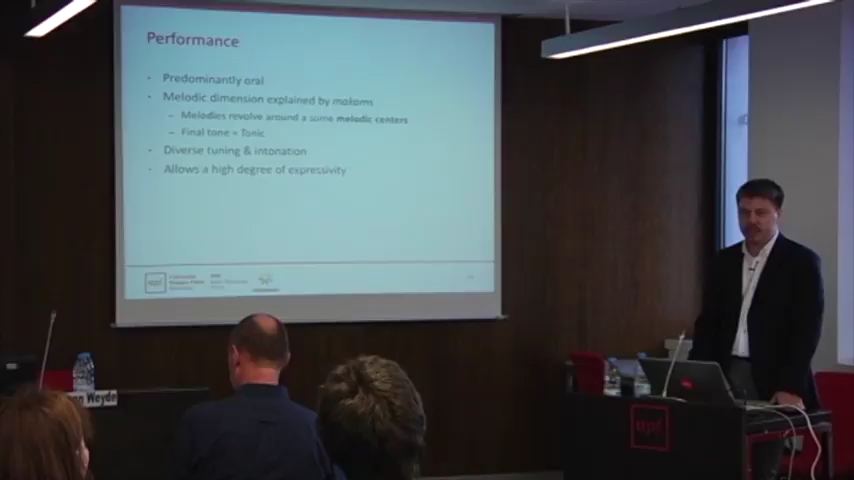 Performance
· Predominantly oral
· Melodic dimension explained by makams
– Melodies revolve around a some melodic centers
– Final tone = Tonic
· Diverse tuning & intonation
· Allows a high degree of expressivity
upf
Weyde
upf